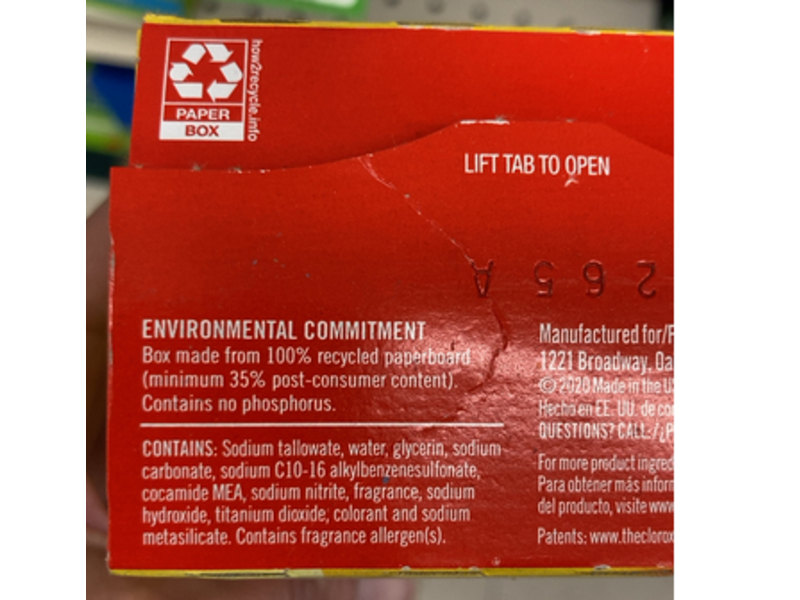 how2recycle.info
PAPER
BOX
LIFT TAB TO OPEN
265A
ENVIRONMENTAL COMMITMENT
Box made from 100% recycled paperboard
(minimum 35% post-consumer content).
Contains no phosphorus.
CONTAINS: Sodium tallowate, water, glycerin, sodium
carbonate, sodium C10-16 alkylbenzenesulfonate,
cocamide MEA, sodium nitrite, fragrance, sodium
hydroxide, titanium dioxide, colorant and sodium
metasilicate. Contains fragrance allergen(s).
Manufactured for/
1221 Broadway,
© 2020 Made in the
Hecho en EE. UU. de
QUESTIONS? CALL: /
For more product
Para obtener más
del producto, visite
Patents: